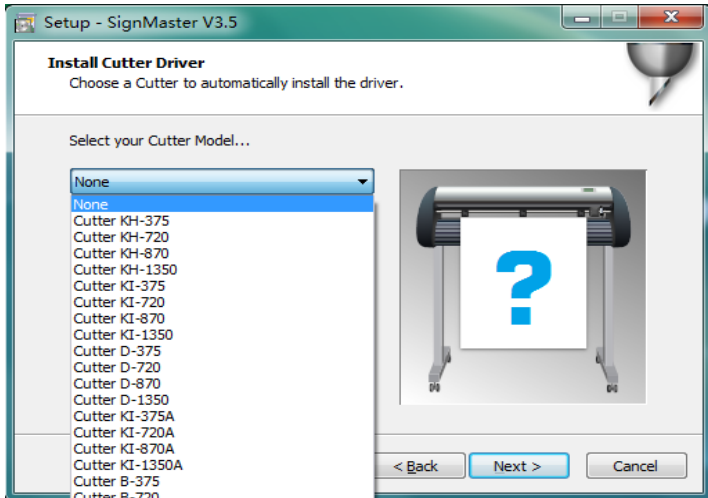 Setup - SignMaster V3.5
Install Cutter Driver
Choose a Cutter to automatically install the driver.
Select your Cutter Model...
None
None
Cutter KH-375
Cutter KH-720
Cutter KH-870
Cutter KH-1350
Cutter KI-375
Cutter KI-720
Cutter KI-870
Cutter KI-1350
Cutter D-375
Cutter D-720
Cutter D-870
Cutter D-1350
Cutter KI-375A
Cutter KI-720A
Cutter KI-870A
Cutter KI-1350A
Cutter B-375
Cutter B-720
?
< Back
Next >
Cancel